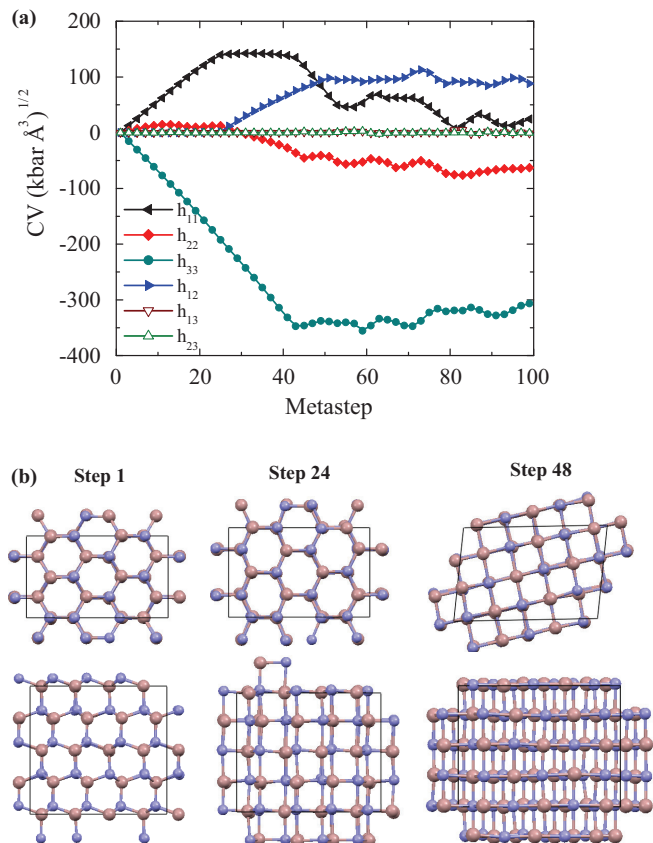 (a)
200
100
0
-100
-200
-300
-400
CV (kbar Å³)^1/2
h₁₁
h₂₂
h₃₃
h₁₂
h₁₃
h₂₃
0 20 40 60 80 100
Metastep
(b) Step 1 Step 24 Step 48